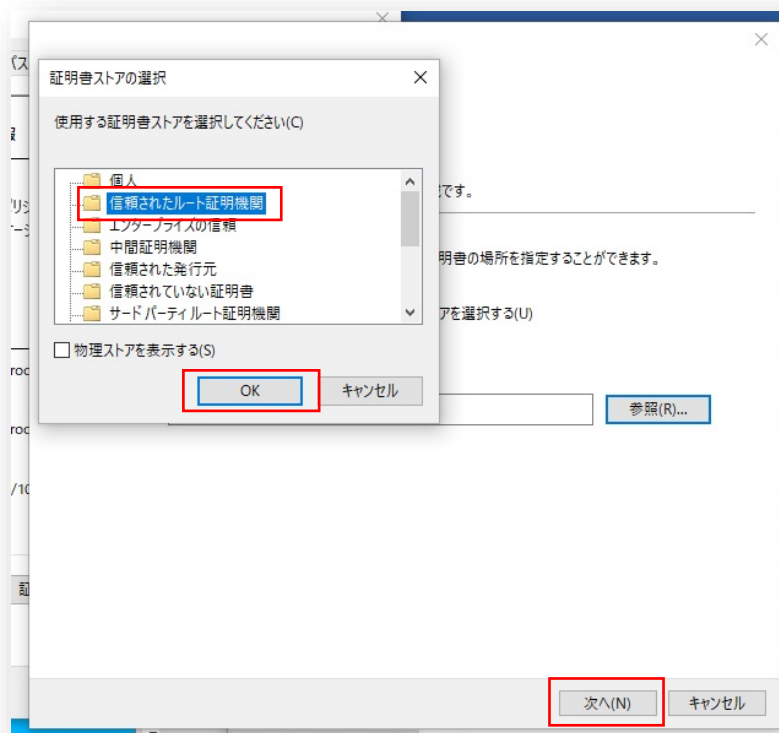 証明書ストアの選択
使用する証明書ストアを選択してください(C)
個人
信頼されたルート証明機関
エンタープライズの信頼
中間証明機関
信頼された発行元
信頼されていない証明書
サード パーティ ルート証明機関
物理ストアを表示する(S)
OK
キャンセル
です。
明書の場所を指定することができます。
アを選択する(U)
参照(R)...
パス
roo
roo
/10
証
次へ(N)
キャンセル